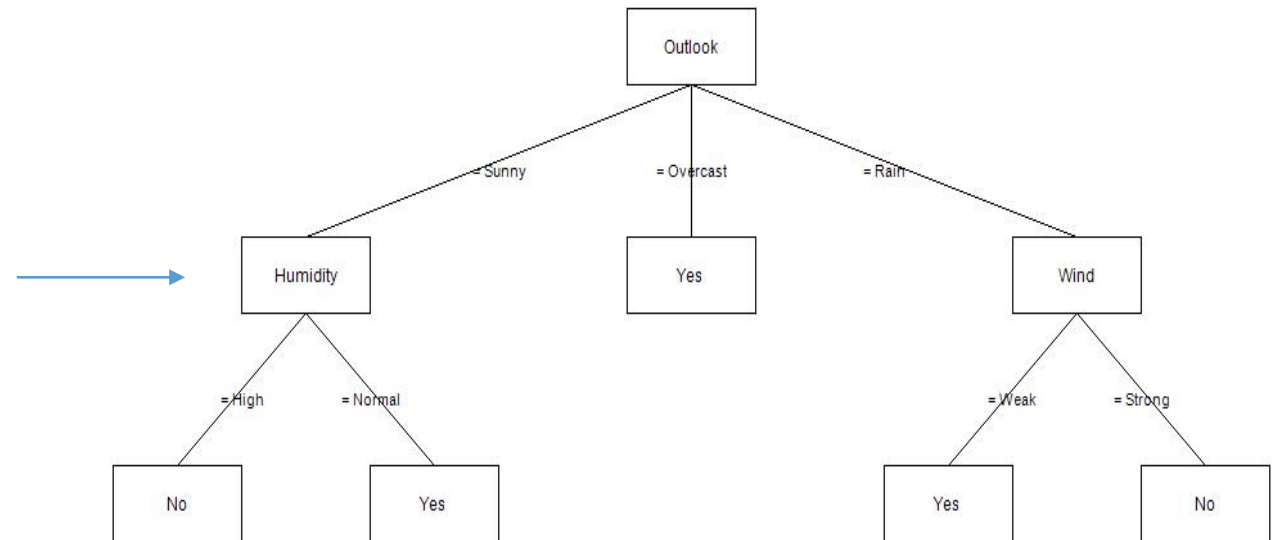 Outlook
= Sunny
= Overcast
= Rain
Humidity
Yes
Wind
= High
= Normal
= Weak
= Strong
No
Yes
Yes
No